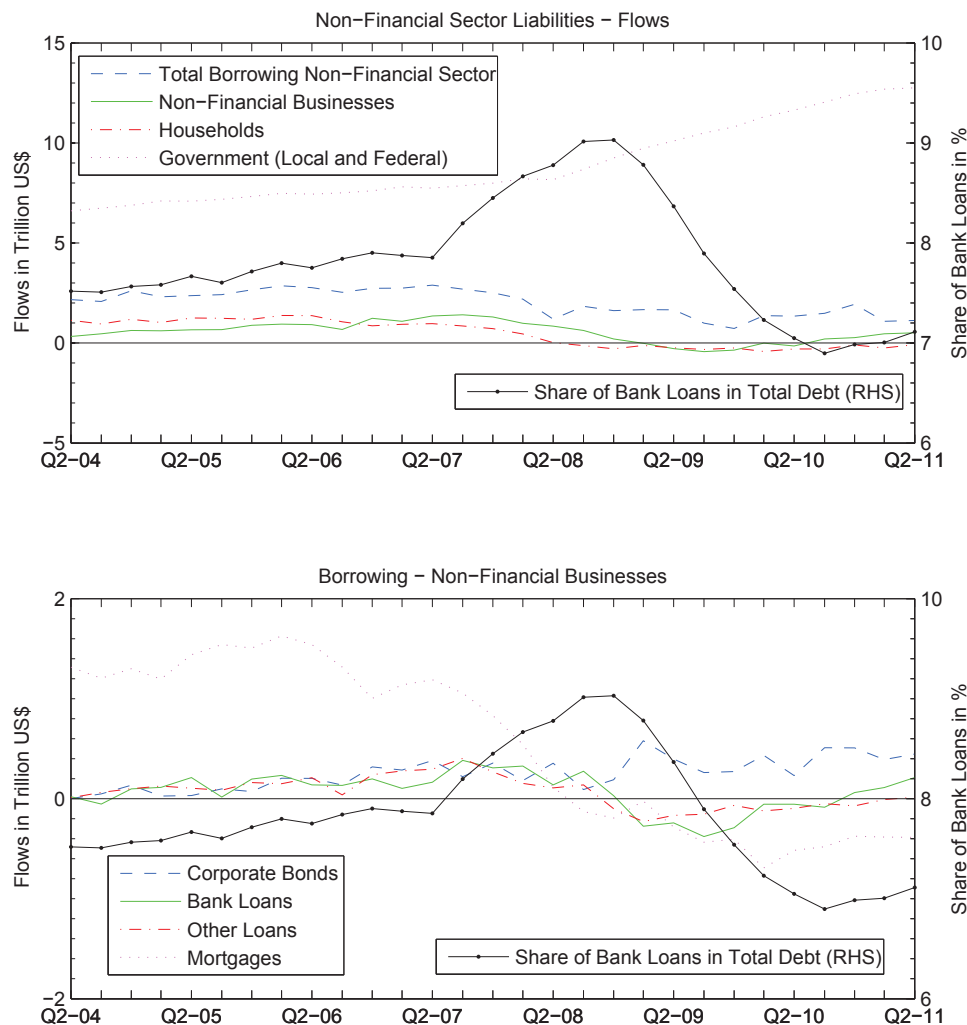 Non−Financial Sector Liabilities − Flows
15
10
5
0
−5
Flows in Trillion US$
10
9
8
7
6
Share of Bank Loans in %
Total Borrowing Non−Financial Sector
Non−Financial Businesses
Households
Government (Local and Federal)
Share of Bank Loans in Total Debt (RHS)
Q2−04 Q2−05 Q2−06 Q2−07 Q2−08 Q2−09 Q2−10 Q2−11
Borrowing − Non−Financial Businesses
2
1
0
−1
−2
Flows in Trillion US$
10
9
8
7
6
Share of Bank Loans in %
Corporate Bonds
Bank Loans
Other Loans
Mortgages
Share of Bank Loans in Total Debt (RHS)
Q2−04 Q2−05 Q2−06 Q2−07 Q2−08 Q2−09 Q2−10 Q2−11